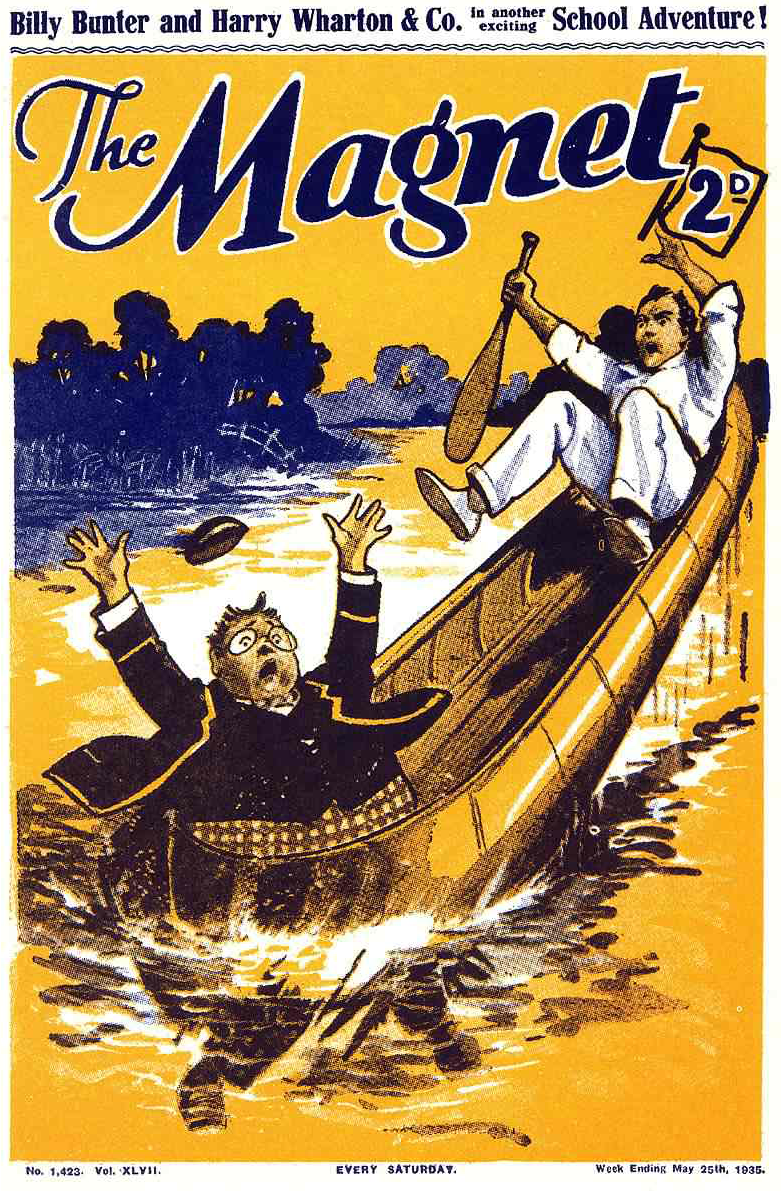 Billy Bunter and Harry Wharton & Co. in another exciting School Adventure!
The Magnet
2D
No. 1,423. Vol. XLVII. EVERY SATURDAY. Week Ending May 25th, 1935.